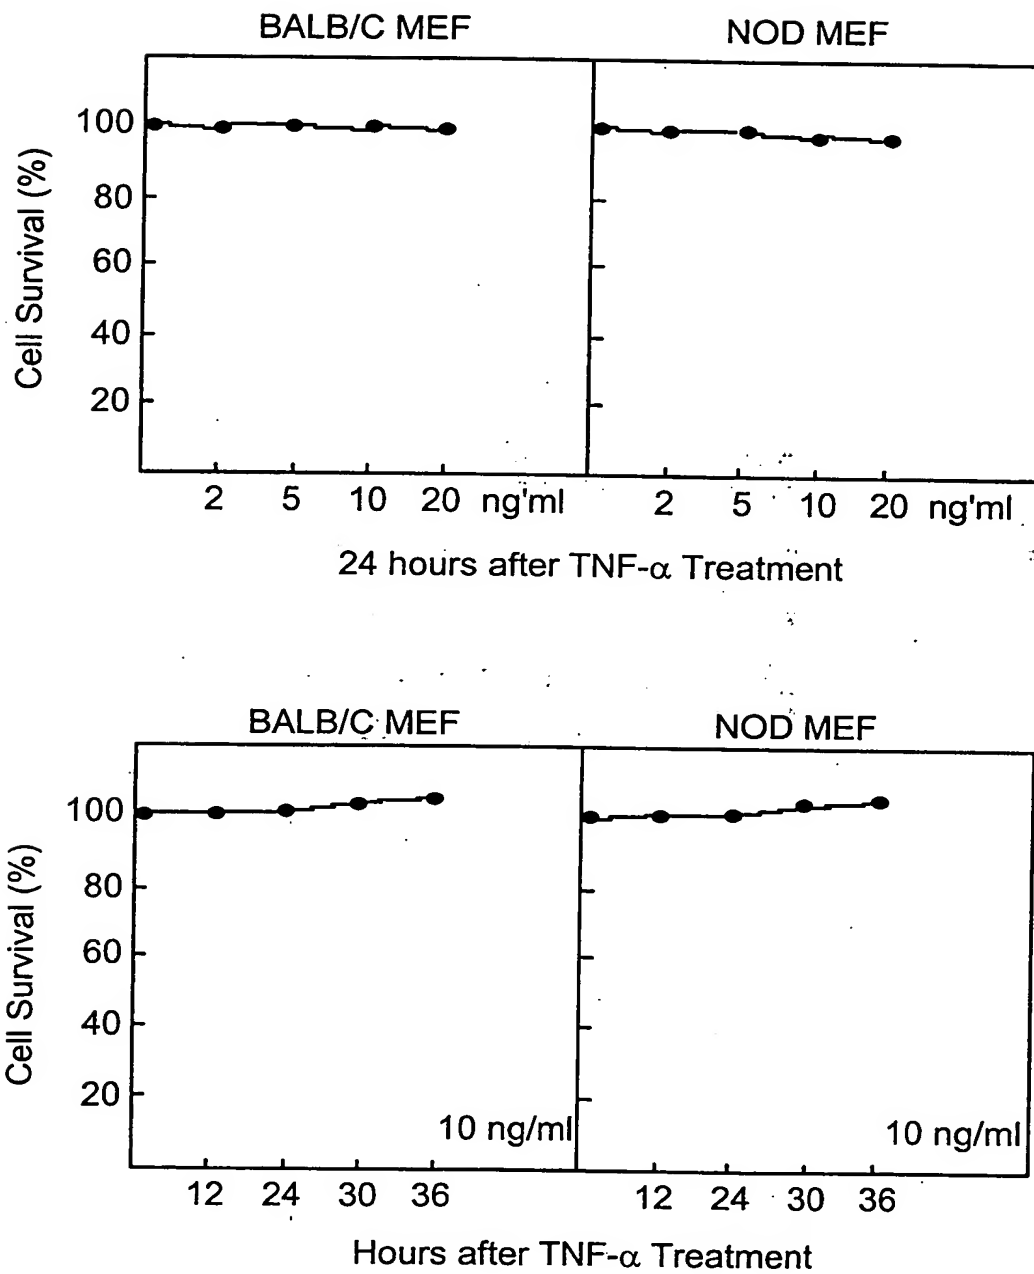 BALB/C MEF
NOD MEF
Cell Survival (%)
100
80
60
40
20
2 5 10 20 ng'ml
2 5 10 20 ng'ml
24 hours after TNF-α Treatment
BALB/C MEF
NOD MEF
Cell Survival (%)
100
80
60
40
20
10 ng/ml
10 ng/ml
12 24 30 36
12 24 30 36
Hours after TNF-α Treatment